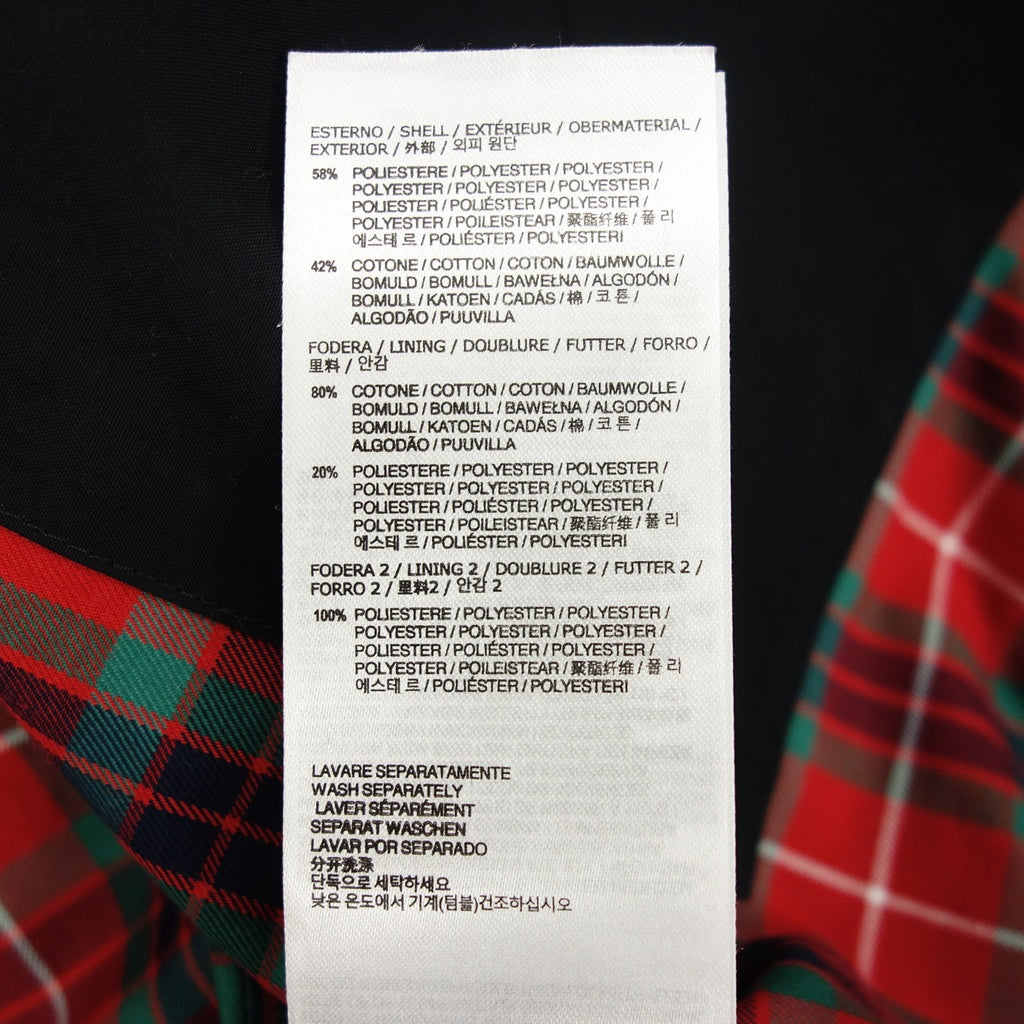 ESTERNO / SHELL / EXTÉRIEUR / OBERMATERIAL /
EXTERIOR / 外部 / 외피 원단
58% POLIESTERE / POLYESTER / POLYESTER /
POLYESTER / POLYESTER / POLYESTER /
POLIESTER / POLIÉSTER / POLYESTER /
POLYESTER / POILEISTEAR / 聚酯纤维 / 폴 리
에스테 르 / POLIÉSTER / POLYESTERI
42% COTONE / COTTON / COTON / BAUMWOLLE /
BOMULD / BOMULL / BAWEŁNA / ALGODÓN /
BOMULL / KATOEN / CADÁS / 棉 / 코 튼 /
ALGODÃO / PUUVILLA
FODERA / LINING / DOUBLURE / FUTTER / FORRO /
里料 / 안감
80% COTONE / COTTON / COTON / BAUMWOLLE /
BOMULD / BOMULL / BAWEŁNA / ALGODÓN /
BOMULL / KATOEN / CADÁS / 棉 / 코 튼 /
ALGODÃO / PUUVILLA
20% POLIESTERE / POLYESTER / POLYESTER /
POLYESTER / POLYESTER / POLYESTER /
POLIESTER / POLIÉSTER / POLYESTER /
POLYESTER / POILEISTEAR / 聚酯纤维 / 폴 리
에스테 르 / POLIÉSTER / POLYESTERI
FODERA 2 / LINING 2 / DOUBLURE 2 / FUTTER 2 /
FORRO 2 / 里料2 / 안감 2
100% POLIESTERE / POLYESTER / POLYESTER /
POLYESTER / POLYESTER / POLYESTER /
POLIESTER / POLIÉSTER / POLYESTER /
POLYESTER / POILEISTEAR / 聚酯纤维 / 폴 리
에스테 르 / POLIÉSTER / POLYESTERI
LAVARE SEPARATAMENTE
WASH SEPARATELY
LAVER SÉPARÉMENT
SEPARAT WASCHEN
LAVAR POR SEPARADO
分开洗涤
단독으로 세탁하세요
낮은 온도에서 기계(텀블)건조하십시오